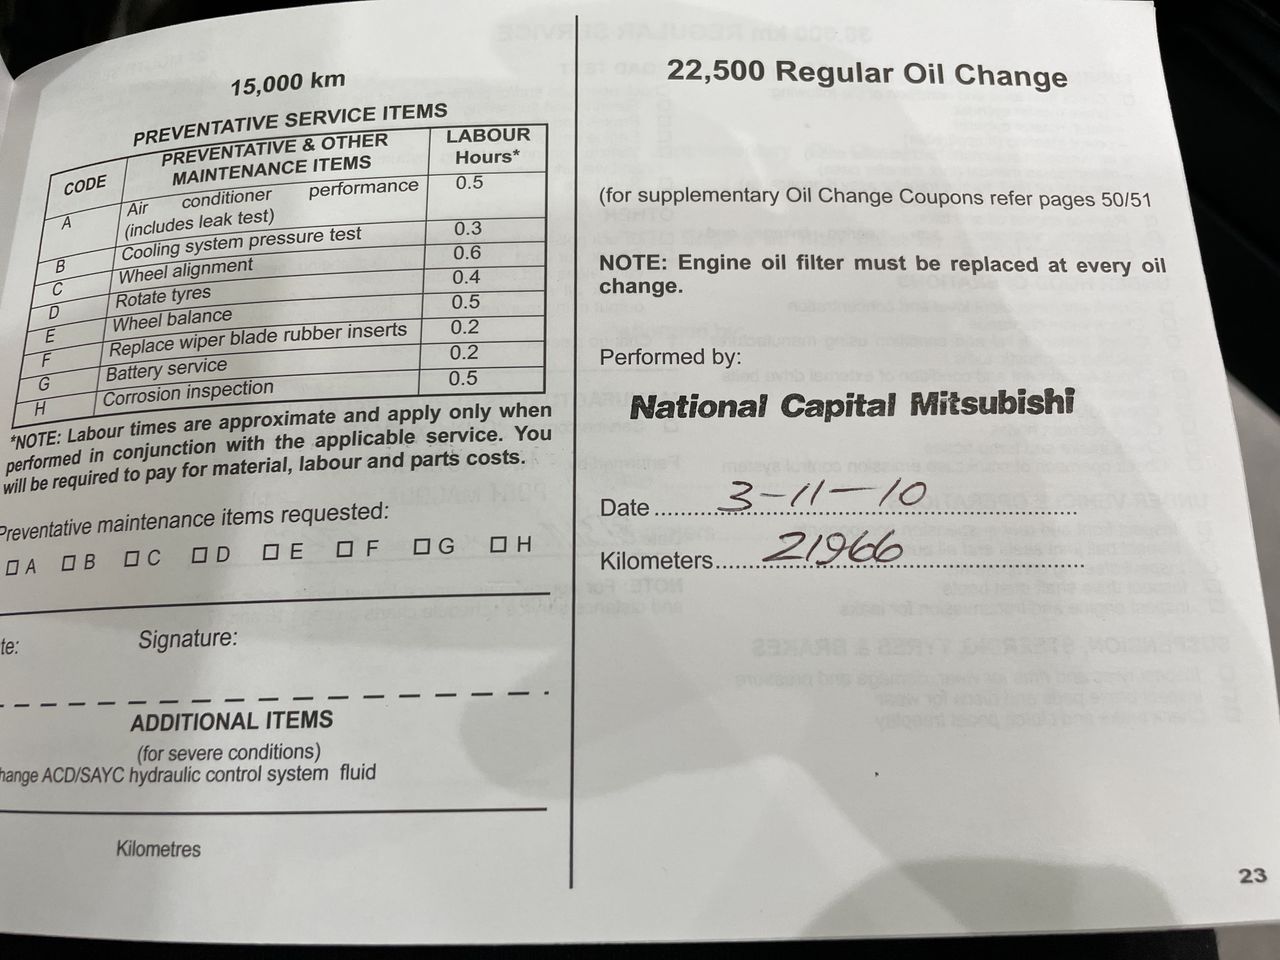 15,000 km
PREVENTATIVE SERVICE ITEMS
CODE PREVENTATIVE & OTHER MAINTENANCE ITEMS LABOUR Hours*
A Air conditioner performance (includes leak test) 0.5
B Cooling system pressure test 0.3
C Wheel alignment 0.6
D Rotate tyres 0.4
E Wheel balance 0.5
F Replace wiper blade rubber inserts 0.2
G Battery service 0.2
H Corrosion inspection 0.5
*NOTE: Labour times are approximate and apply only when
performed in conjunction with the applicable service. You
will be required to pay for material, labour and parts costs.
Preventative maintenance items requested:
☐ A ☐ B ☐ C ☐ D ☐ E ☐ F ☐ G ☐ H
te: Signature:
ADDITIONAL ITEMS
(for severe conditions)
hange ACD/SAYC hydraulic control system fluid
Kilometres
22,500 Regular Oil Change
(for supplementary Oil Change Coupons refer pages 50/51
NOTE: Engine oil filter must be replaced at every oil
change.
Performed by:
National Capital Mitsubishi
Date 3-11-10
Kilometers 21966
23